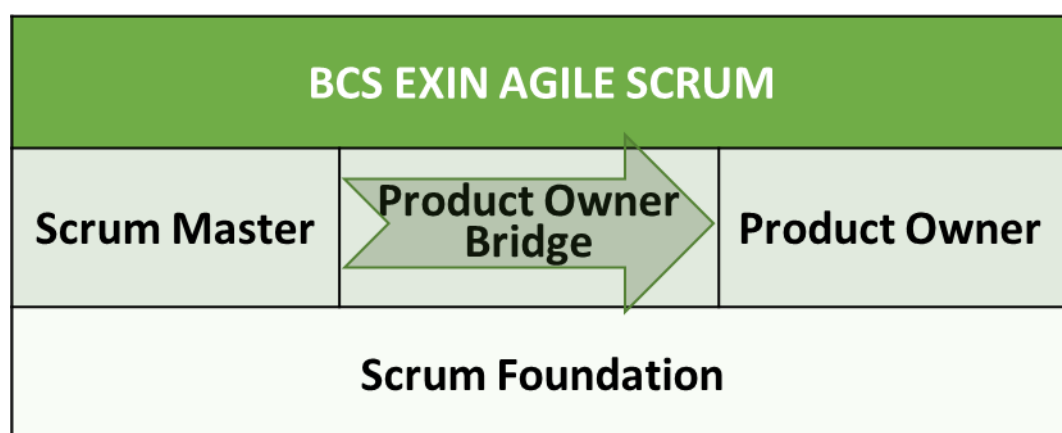 BCS EXIN AGILE SCRUM
Scrum Master
Product Owner
Bridge
Product Owner
Scrum Foundation